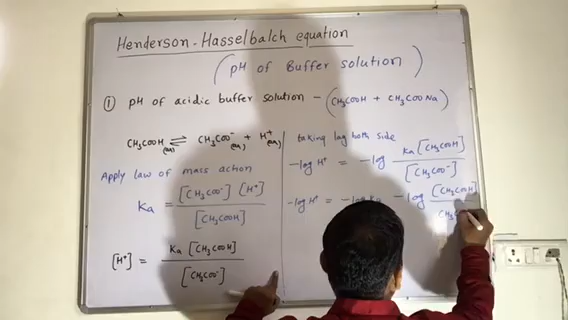 Henderson-Hasselbalch equation
(pH of Buffer solution)
① pH of acidic buffer solution - (CH₃COOH + CH₃COONa)
CH₃COOH(aq) ⇌ CH₃COO⁻(aq) + H⁺(aq)
Apply law of mass action
Ka = [CH₃COO⁻] [H⁺]
[CH₃COOH]
[H⁺] = Ka [CH₃COOH]
[CH₃COO⁻]
taking log both side
-log H⁺ = -log Ka [CH₃COOH]
[CH₃COO⁻]
-log H⁺ = -log Ka -log [CH₃COOH]